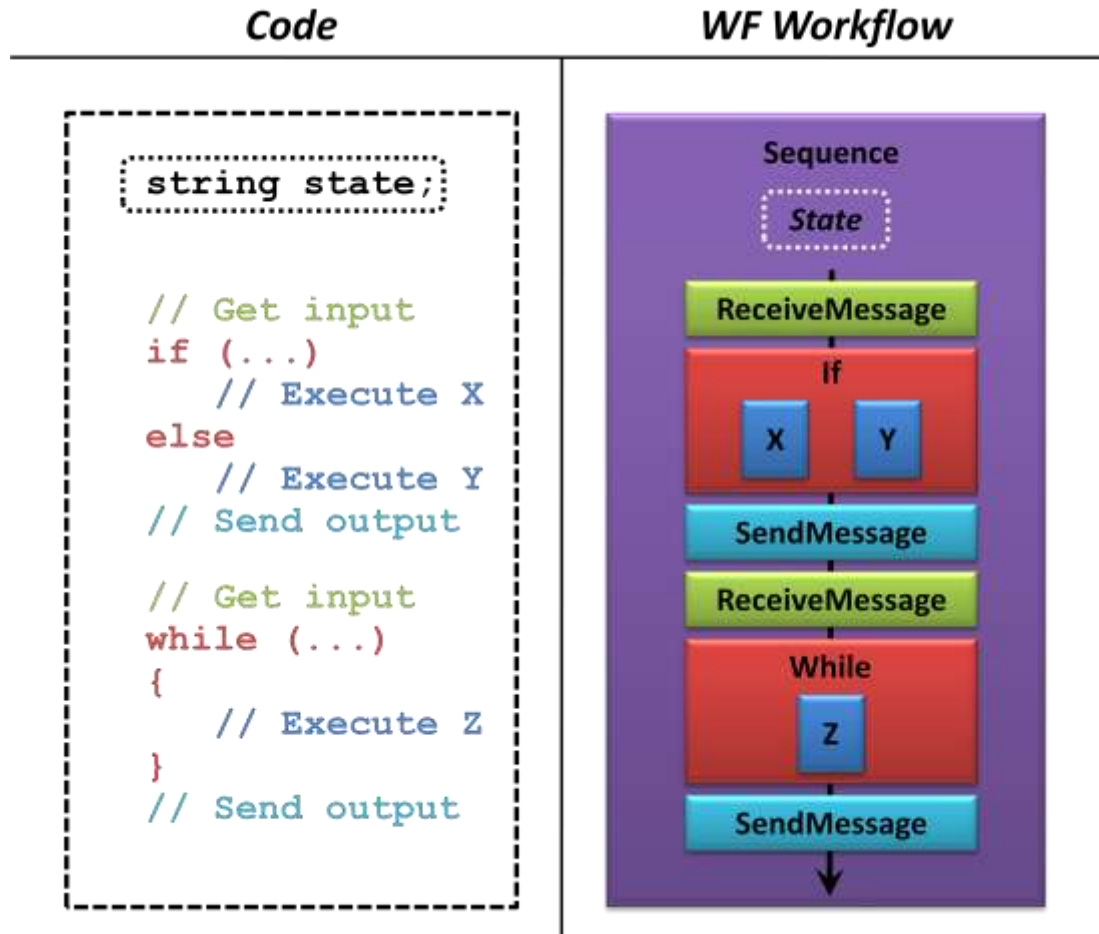 Code
string state;
// Get input
if (...)
// Execute X
else
// Execute Y
// Send output
// Get input
while (...)
{
// Execute Z
}
// Send output
WF Workflow
Sequence
State
ReceiveMessage
If
X Y
SendMessage
ReceiveMessage
While
Z
SendMessage